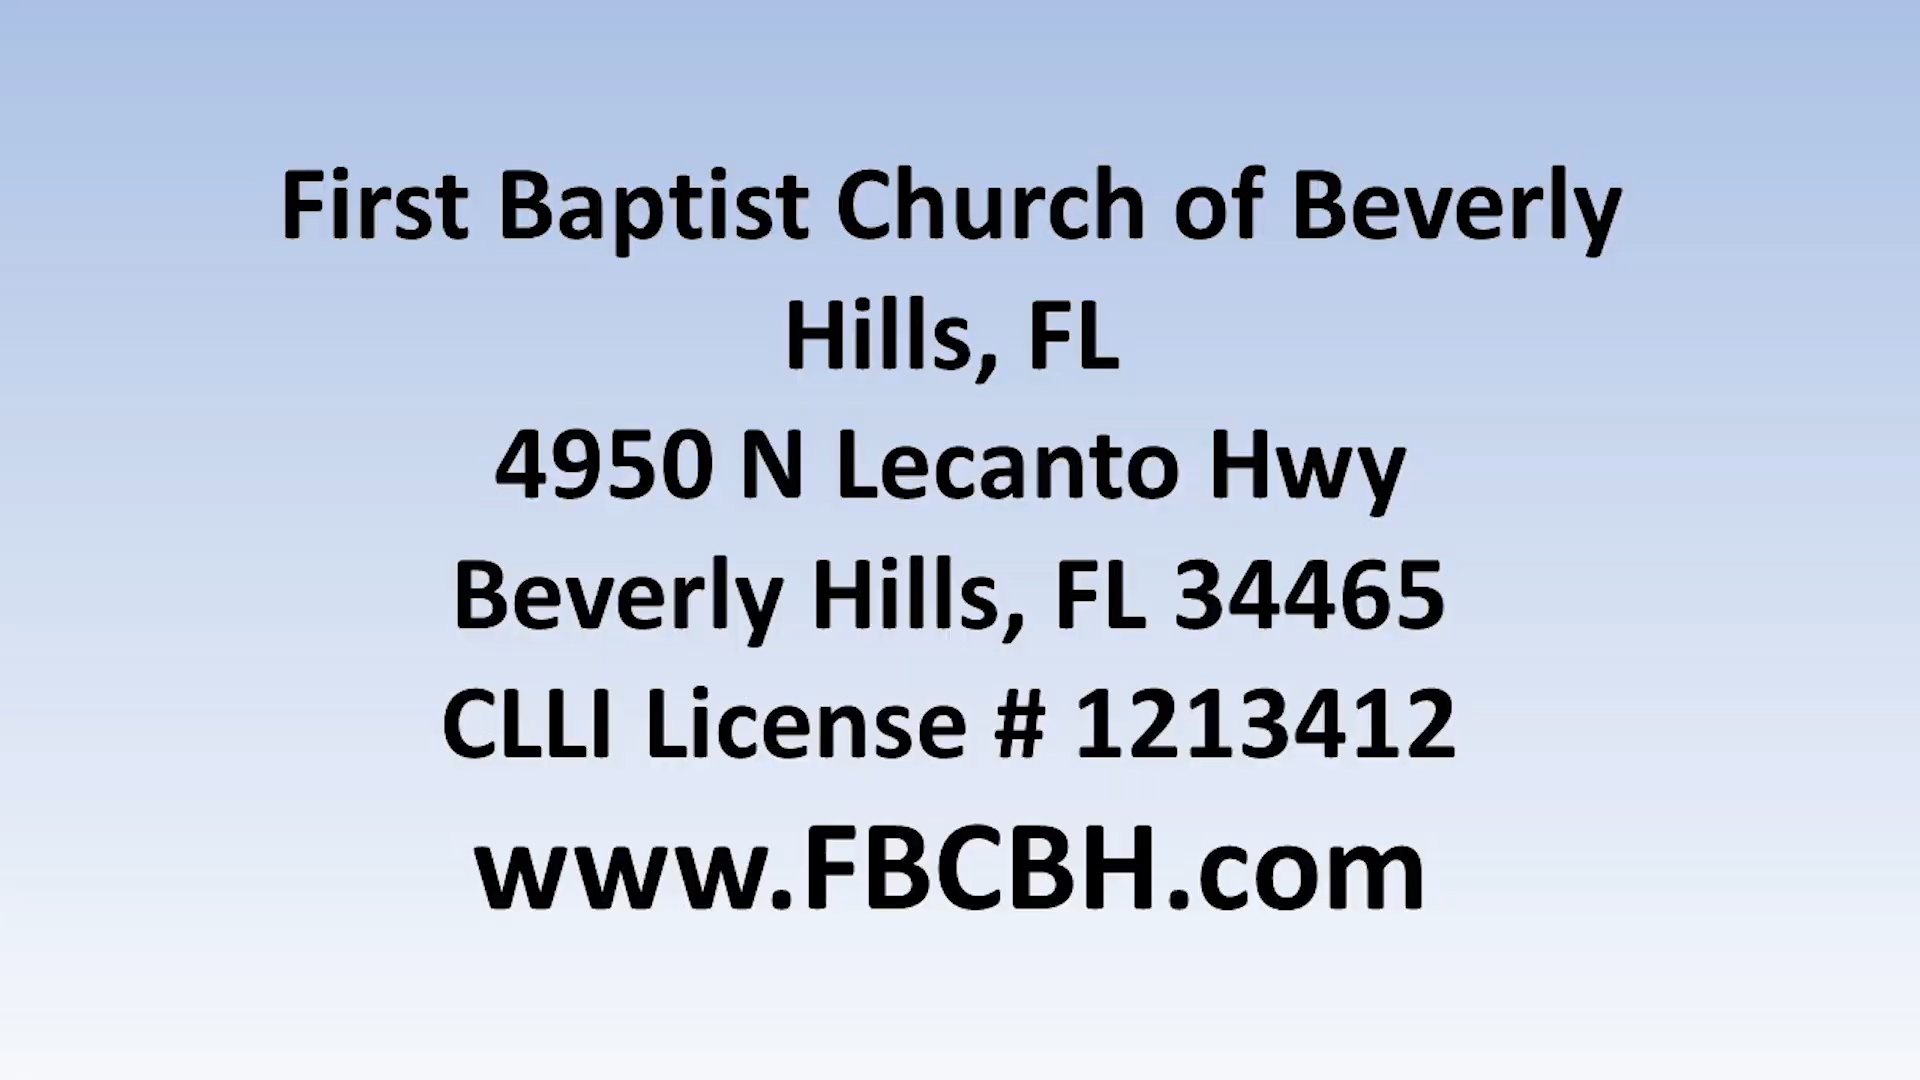 First Baptist Church of Beverly
Hills, FL
4950 N Lecanto Hwy
Beverly Hills, FL 34465
CLLI License # 1213412
www.FBCBH.com